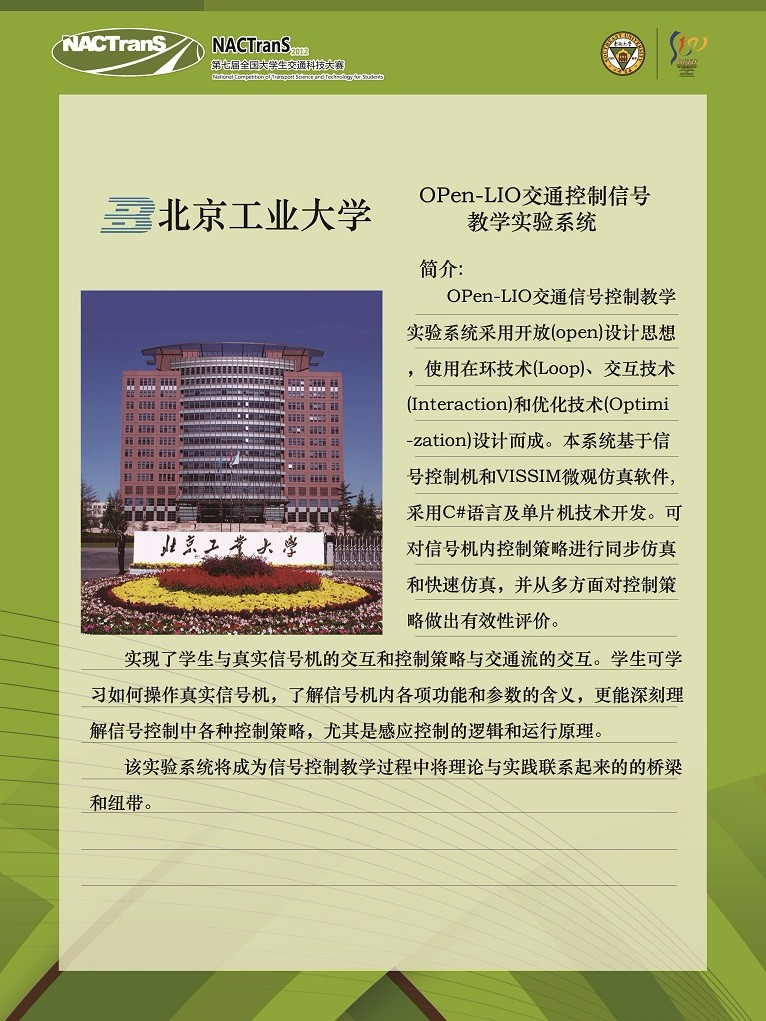 NACTranS
NACTranS 2012
第七届全国大学生交通科技大赛
National Competition of Transport Science and Technology for Students
北京工业大学
OPen-LIO交通控制信号
教学实验系统
简介:
OPen-LIO交通信号控制教学
实验系统采用开放(open)设计思想
，使用在环技术(Loop)、交互技术
(Interaction)和优化技术(Optimi
-zation)设计而成。本系统基于信
号控制机和VISSIM微观仿真软件,
采用C#语言及单片机技术开发。可
对信号机内控制策略进行同步仿真
和快速仿真，并从多方面对控制策
略做出有效性评价。
北京工业大学
实现了学生与真实信号机的交互和控制策略与交通流的交互。学生可学
习如何操作真实信号机，了解信号机内各项功能和参数的含义，更能深刻理
解信号控制中各种控制策略，尤其是感应控制的逻辑和运行原理。
该实验系统将成为信号控制教学过程中将理论与实践联系起来的的桥梁
和纽带。